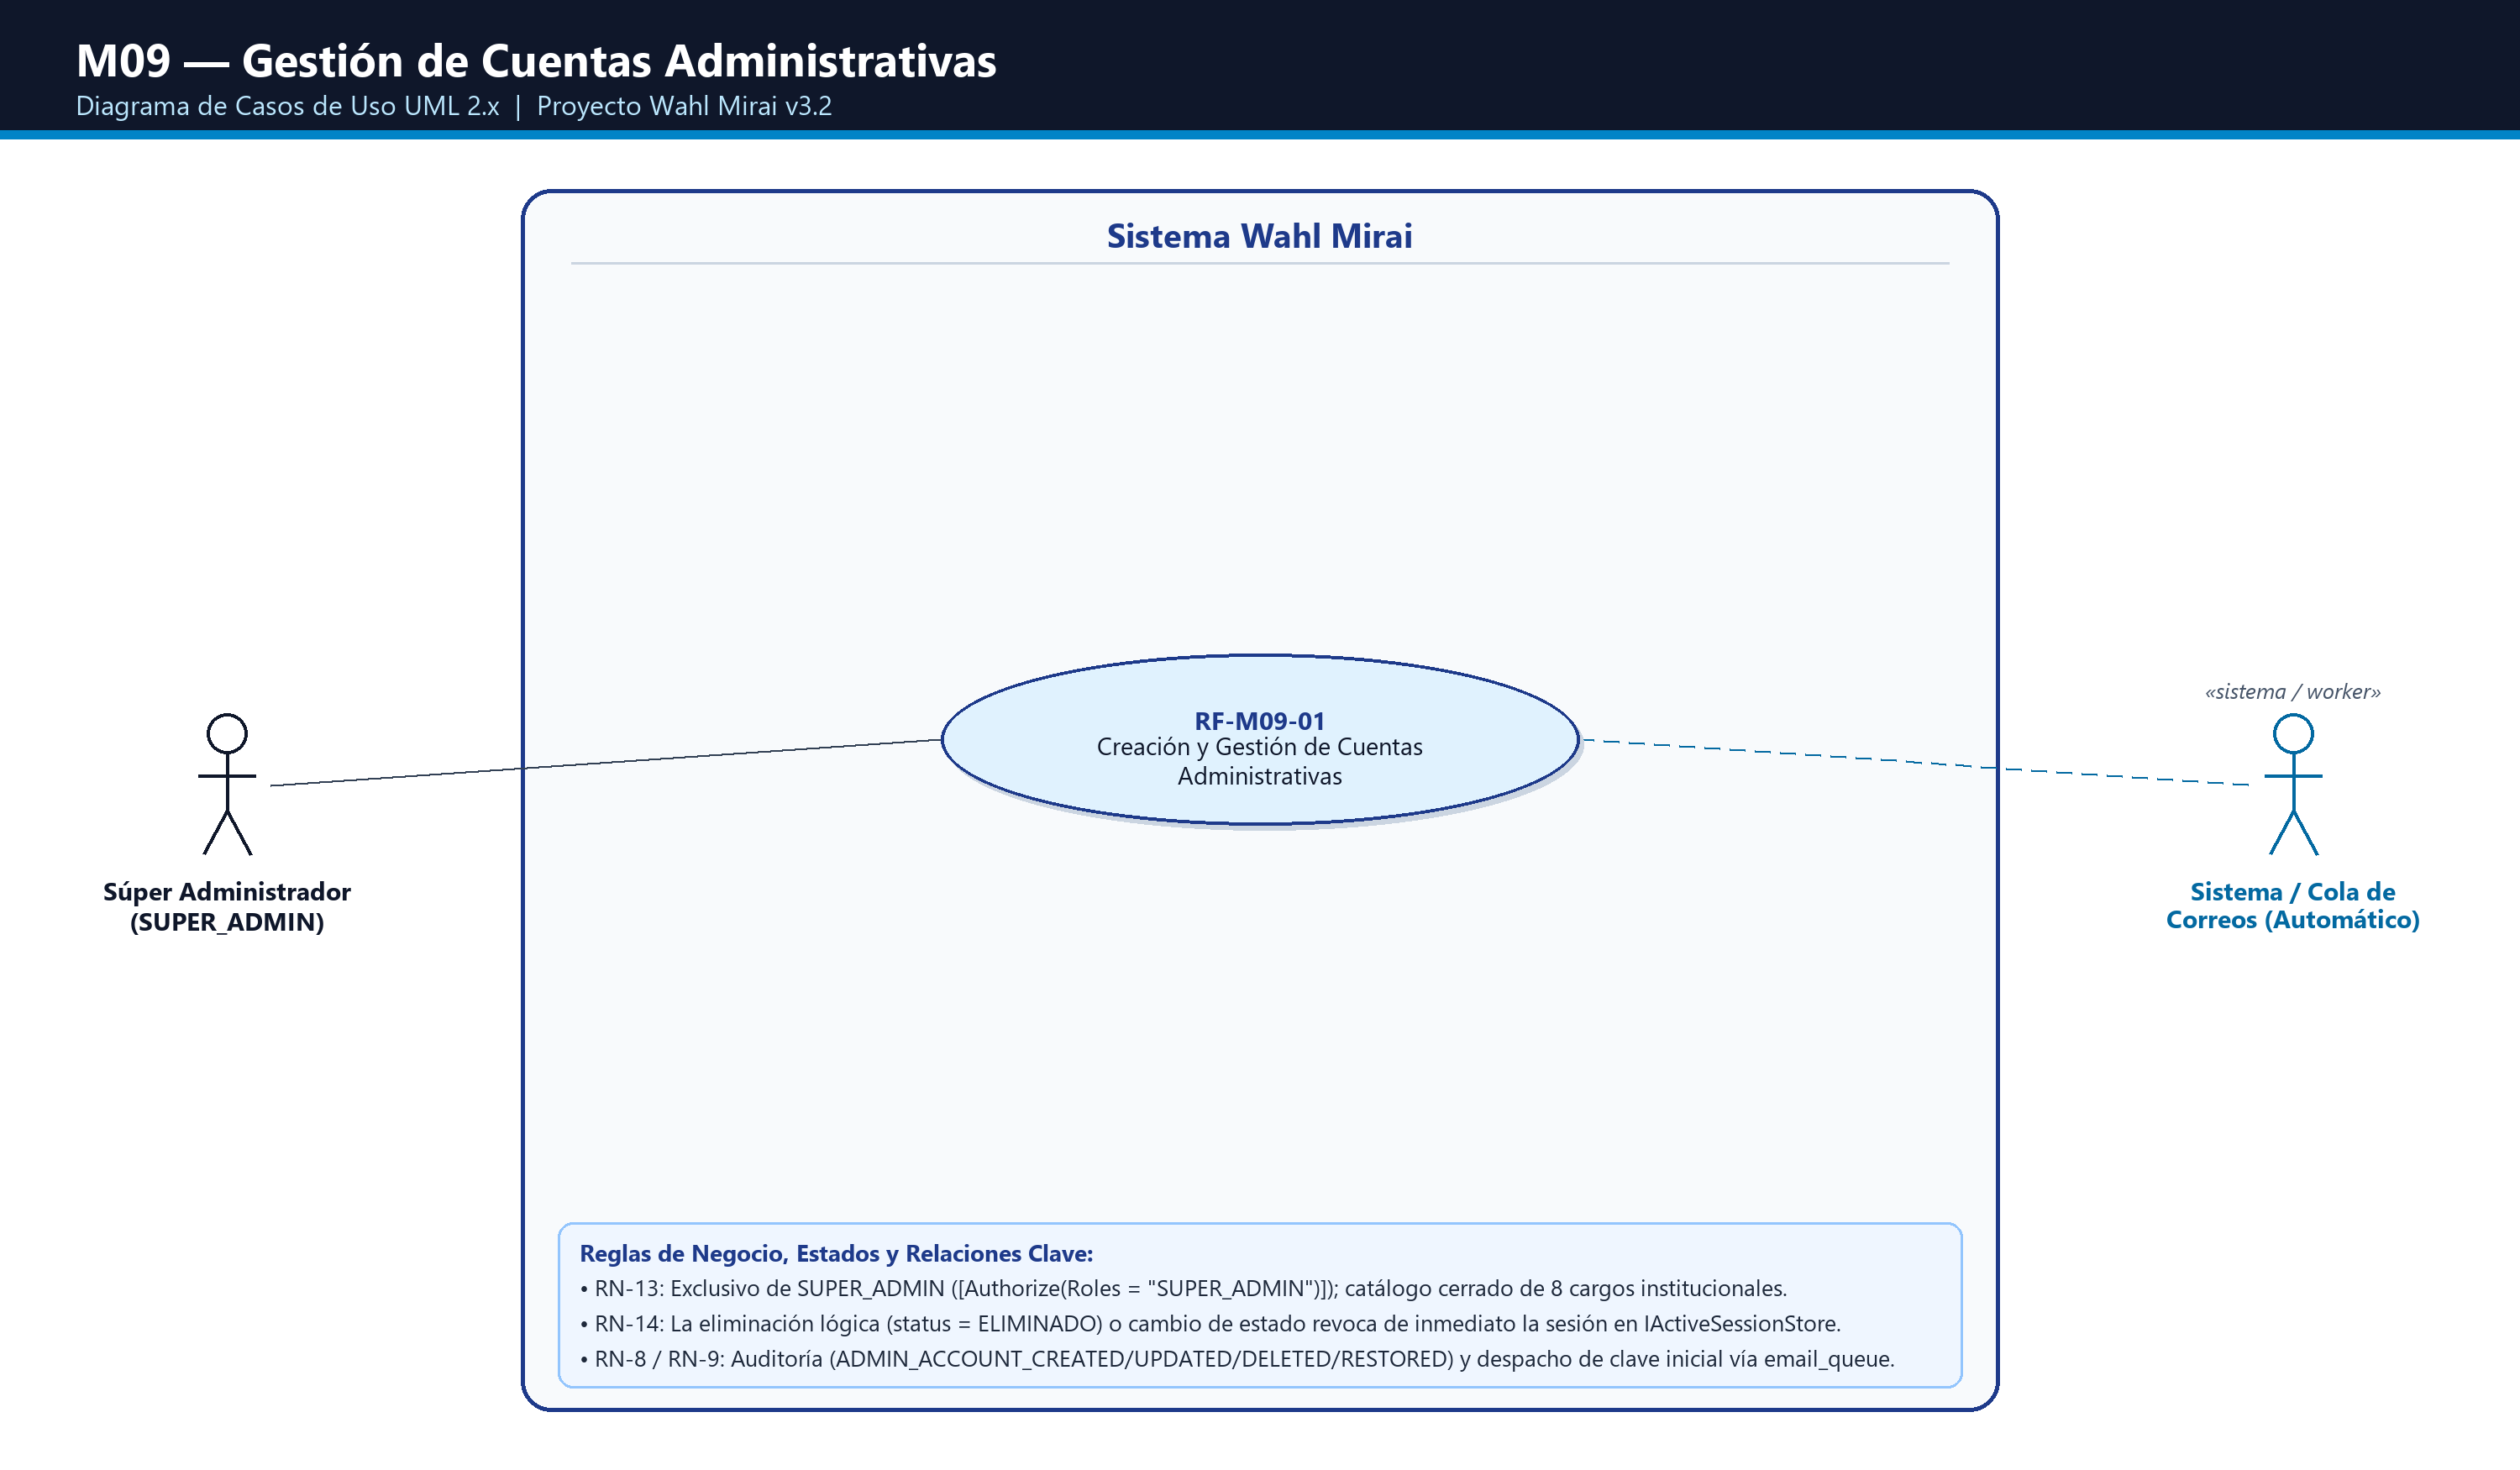 M09 — Gestión de Cuentas Administrativas
Diagrama de Casos de Uso UML 2.x | Proyecto Wahl Mirai v3.2
Sistema Wahl Mirai
RF-M09-01
Creación y Gestión de Cuentas
Administrativas
Súper Administrador
(SUPER_ADMIN)
«sistema / worker»
Sistema / Cola de
Correos (Automático)
Reglas de Negocio, Estados y Relaciones Clave:
• RN-13: Exclusivo de SUPER_ADMIN ([Authorize(Roles = "SUPER_ADMIN")]); catálogo cerrado de 8 cargos institucionales.
• RN-14: La eliminación lógica (status = ELIMINADO) o cambio de estado revoca de inmediato la sesión en IActiveSessionStore.
• RN-8 / RN-9: Auditoría (ADMIN_ACCOUNT_CREATED/UPDATED/DELETED/RESTORED) y despacho de clave inicial vía email_queue.